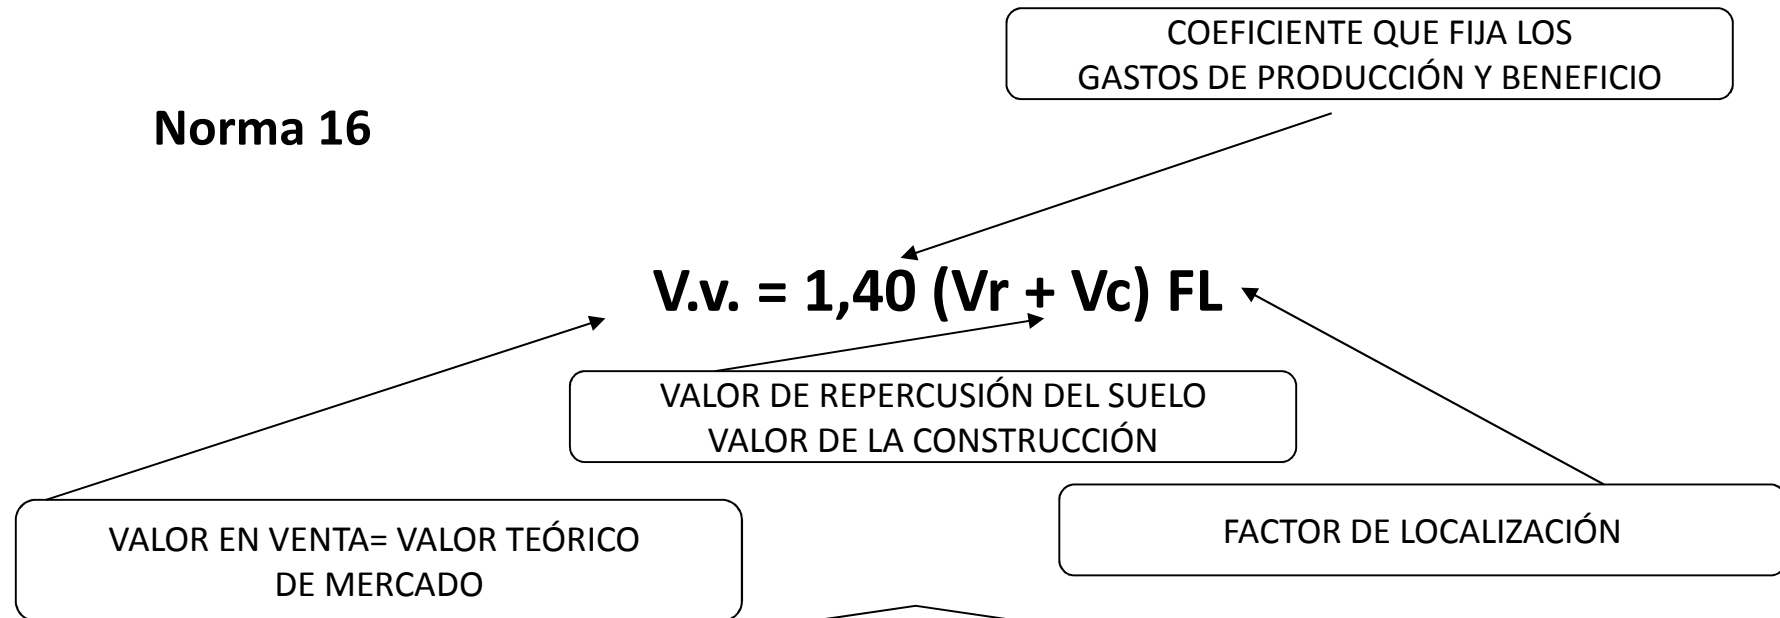 COEFICIENTE QUE FIJA LOS
GASTOS DE PRODUCCIÓN Y BENEFICIO
Norma 16
V.v. = 1,40 (Vr + Vc) FL
VALOR DE REPERCUSIÓN DEL SUELO
VALOR DE LA CONSTRUCCIÓN
VALOR EN VENTA= VALOR TEÓRICO
DE MERCADO
FACTOR DE LOCALIZACIÓN